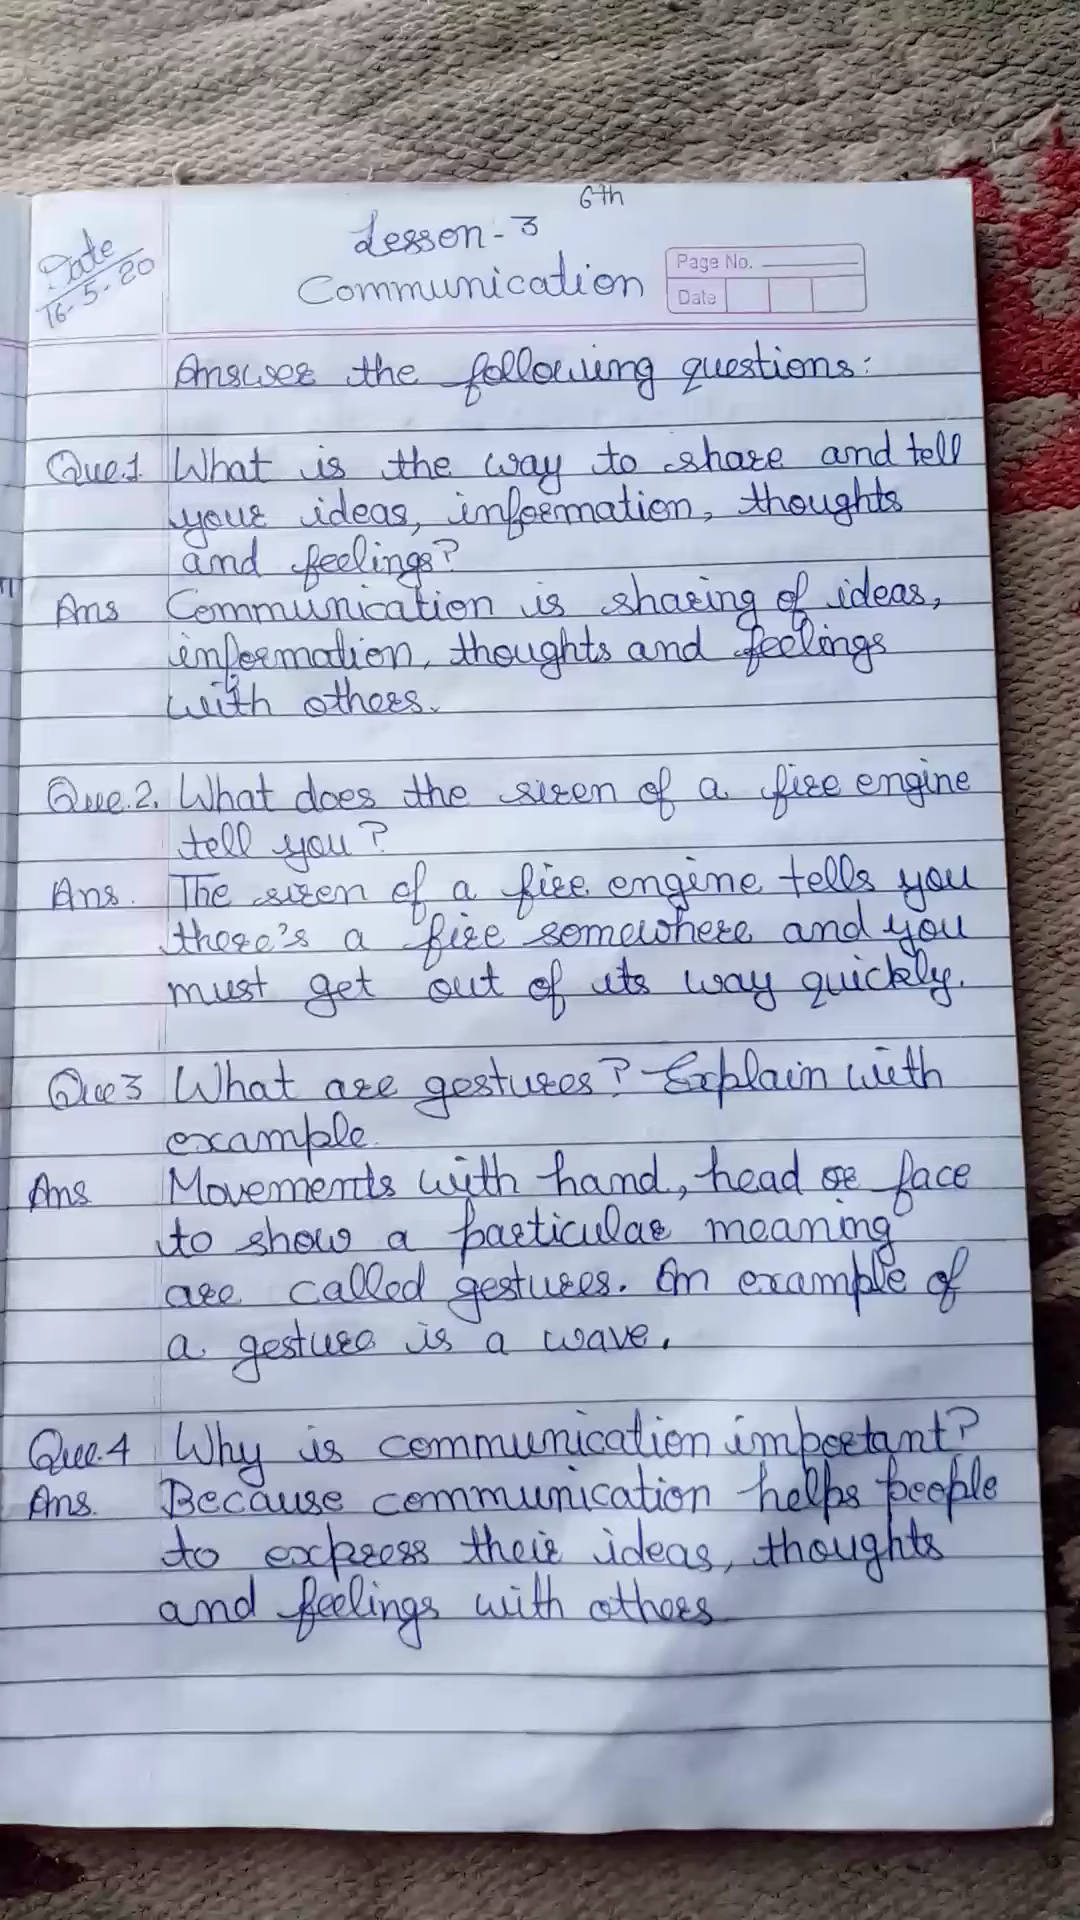 6th
Date
16.5.20
Lesson-3
Communication
Page No.
Date
Answer the following questions:
Que.1 What is the way to share and tell
your ideas, information, thoughts
and feelings?
Ans Communication is sharing of ideas,
information, thoughts and feelings
with others.
Que.2. What does the siren of a fire engine
tell you?
Ans. The siren of a fire engine tells you
there's a fire somewhere and you
must get out of its way quickly.
Que 3 What are gestures? Explain with
example.
Ans Movements with hand, head or face
to show a particular meaning
are called gestures. An example of
a gesture is a wave.
Que.4 Why is communication important?
Ans. Because communication helps people
to express their ideas, thoughts
and feelings with others